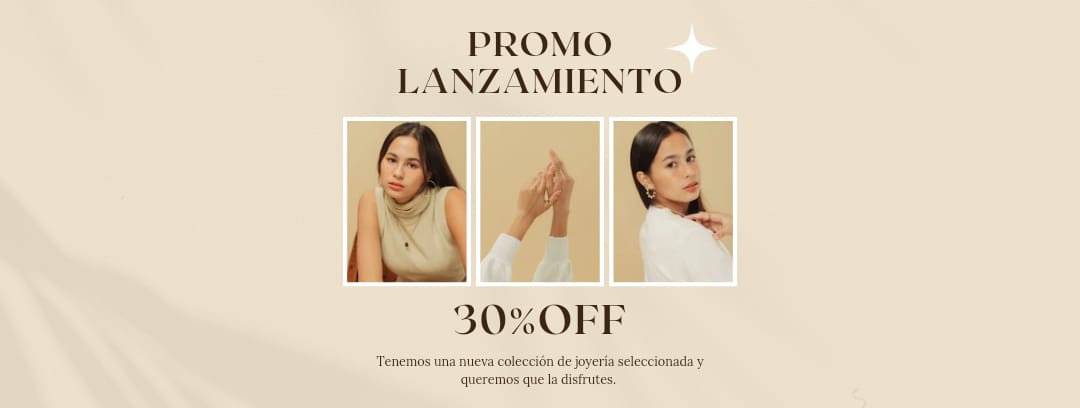 PROMO
LANZAMIENTO
30%OFF
Tenemos una nueva colección de joyería seleccionada y
queremos que la disfrutes.